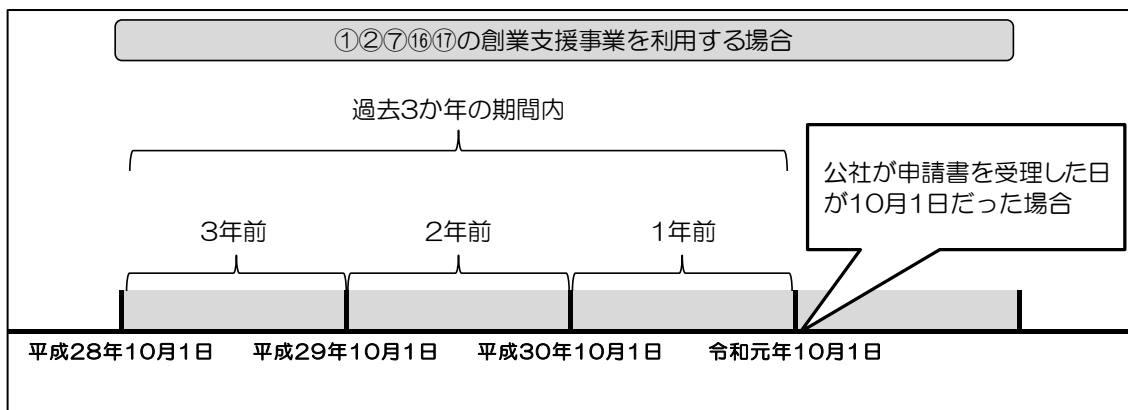 ①②⑦⑯⑰の創業支援事業を利用する場合
過去3か年の期間内
公社が申請書を受理した日
が10月1日だった場合
3年前
2年前
1年前
平成28年10月1日
平成29年10月1日
平成30年10月1日
令和元年10月1日